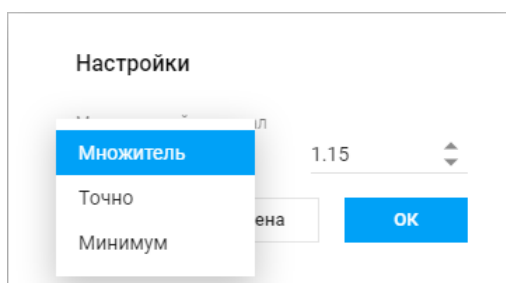 Настройки
Множитель
1.15
Точно
ена
OK
Минимум